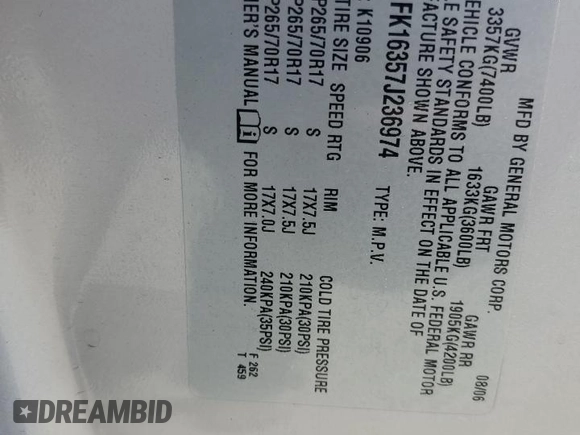 MFD BY GENERAL MOTORS CORP. 08/06
GVWR GAWR FRT GAWR RR
3357KG(7400LB) 1633KG(3600LB) 1905KG(4200LB)
EHICLE CONFORMS TO ALL APPLICABLE U.S. FEDERAL MOTOR
E SAFETY STANDARDS IN EFFECT ON THE DATE OF
FACTURE SHOWN ABOVE.
FK16357J236974 TYPE: M.P.V.
K10906
TIRE SIZE SPEED RTG RIM COLD TIRE PRESSURE
P265/70R17 S 17X7.5J 210KPA(30PSI)
P265/70R17 S 17X7.5J 210KPA(30PSI)
P265/70R17 S 17X7.0J 240KPA(35PSI)
ER'S MANUAL FOR MORE INFORMATION.
F 262
T 459
DREAMBID